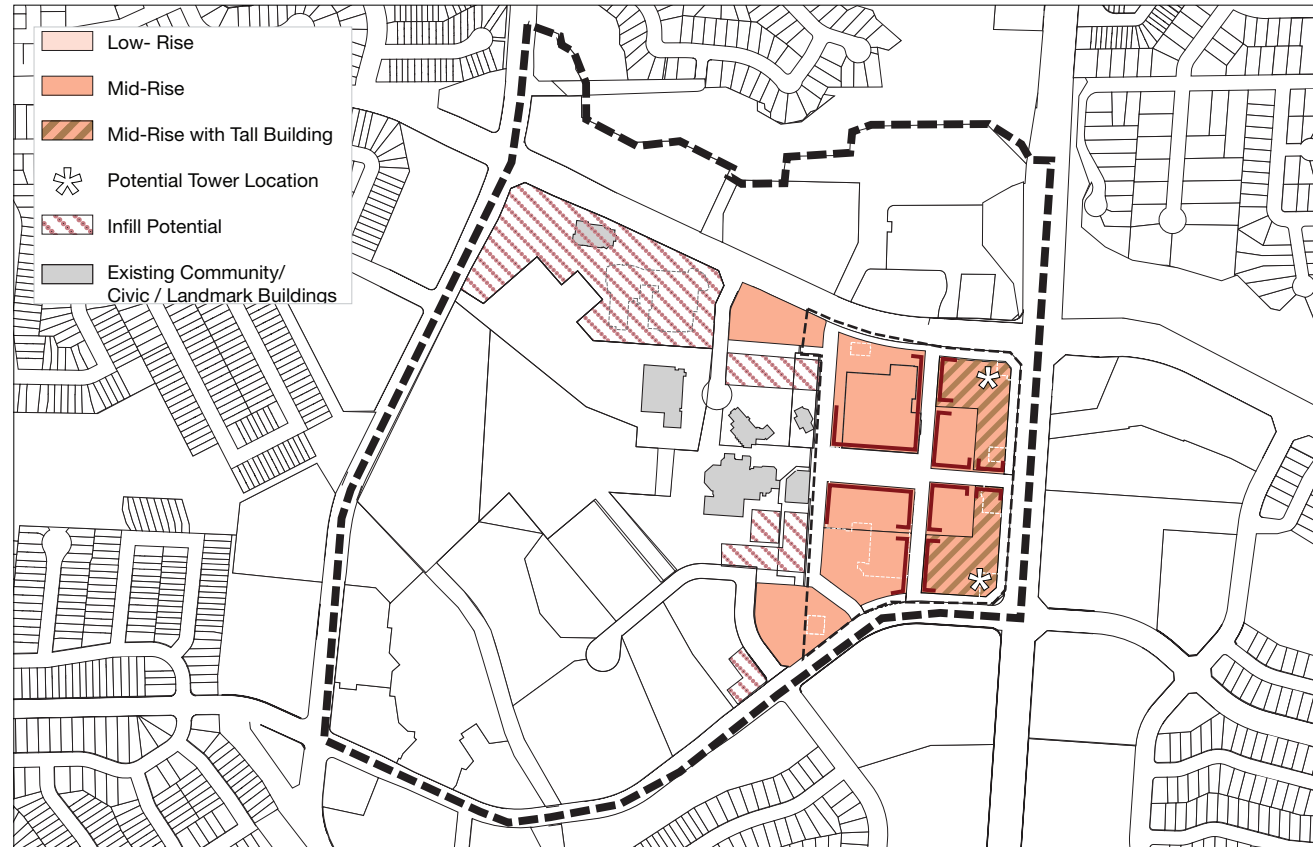 Low- Rise
Mid-Rise
Mid-Rise with Tall Building
Potential Tower Location
Infill Potential
Existing Community/
Civic / Landmark Buildings